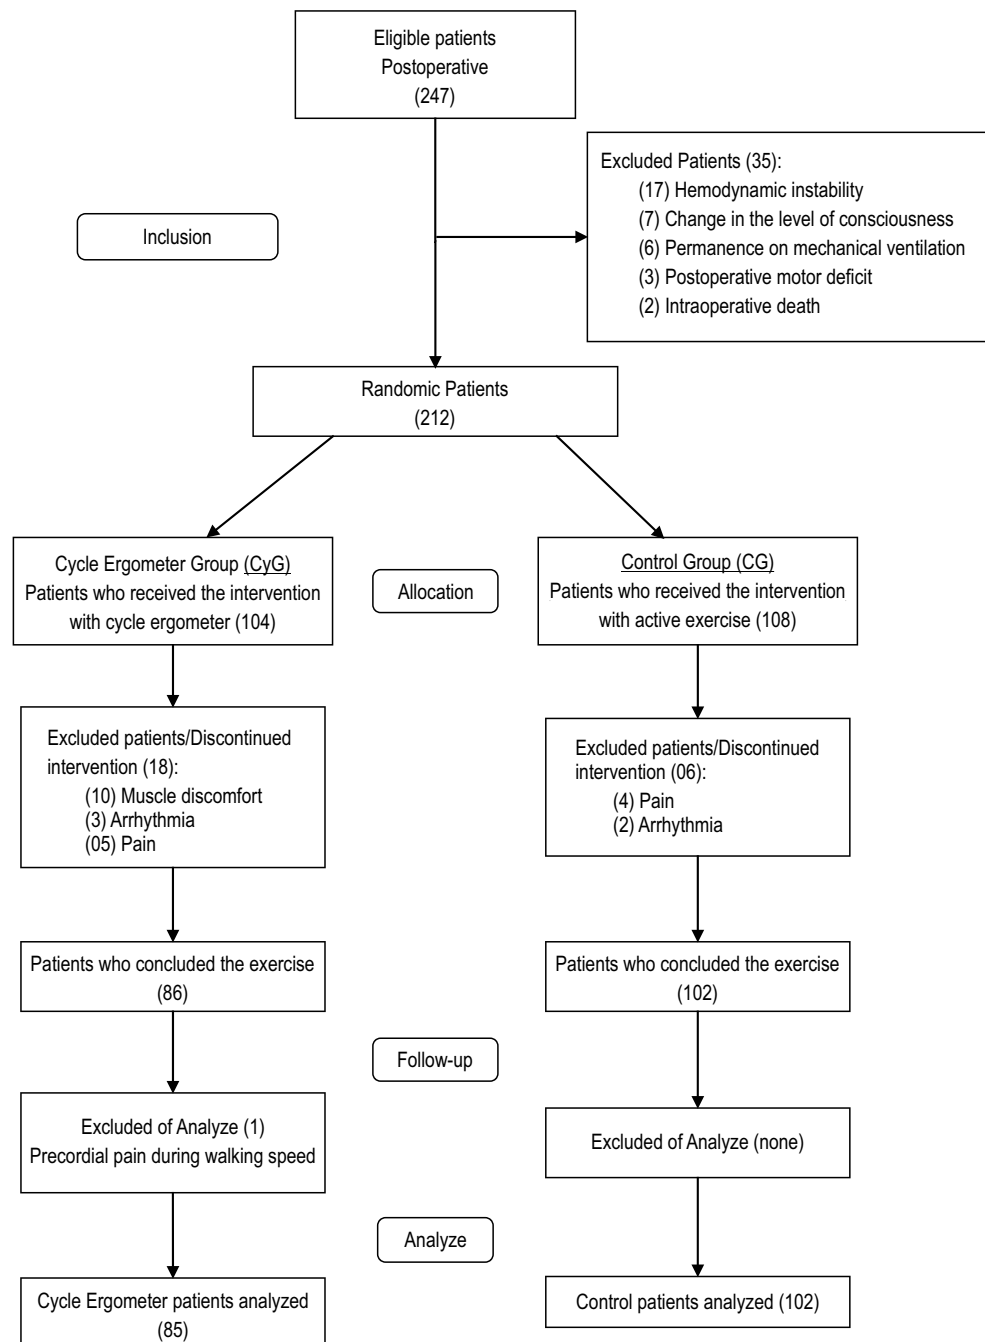 Eligible patients
Postoperative
(247)
Excluded Patients (35):
(17) Hemodynamic instability
(7) Change in the level of consciousness
(6) Permanence on mechanical ventilation
(3) Postoperative motor deficit
(2) Intraoperative death
Inclusion
Randomic Patients
(212)
Cycle Ergometer Group (CyG)
Patients who received the intervention
with cycle ergometer (104)
Allocation
Control Group (CG)
Patients who received the intervention
with active exercise (108)
Excluded patients/Discontinued
intervention (18):
(10) Muscle discomfort
(3) Arrhythmia
(05) Pain
Excluded patients/Discontinued
intervention (06):
(4) Pain
(2) Arrhythmia
Patients who concluded the exercise
(86)
Patients who concluded the exercise
(102)
Follow-up
Excluded of Analyze (1)
Precordial pain during walking speed
Excluded of Analyze (none)
Analyze
Cycle Ergometer patients analyzed
(85)
Control patients analyzed (102)